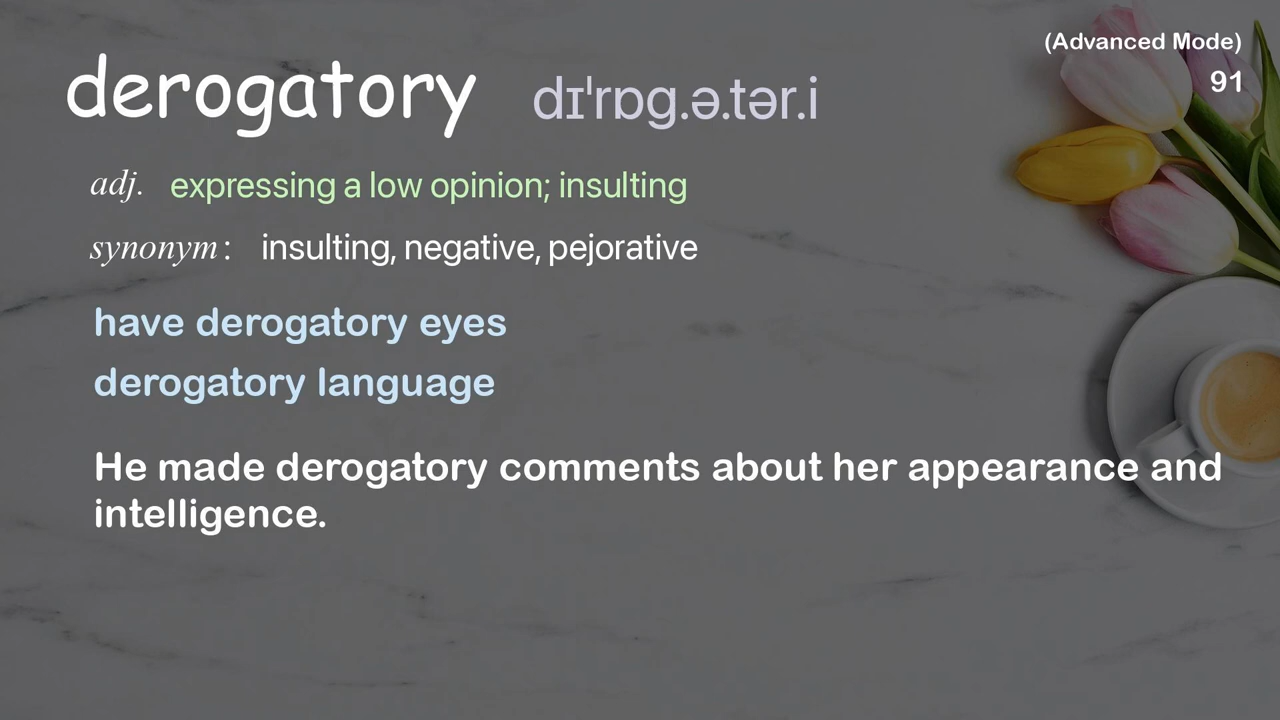 (Advanced Mode)
91
derogatory dɪˈrɒg.ə.tər.i
adj. expressing a low opinion; insulting
synonym: insulting, negative, pejorative
have derogatory eyes
derogatory language
He made derogatory comments about her appearance and
intelligence.